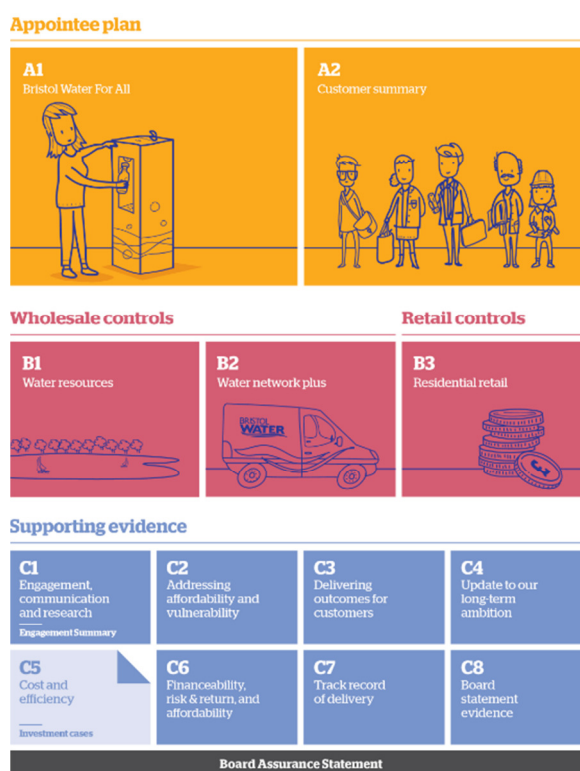 Appointee plan
A1
Bristol Water For All
A2
Customer summary
Wholesale controls
Retail controls
B1
Water resources
B2
Water network plus
BRISTOL
WATER
B3
Residential retail
£
Supporting evidence
C1
Engagement,
communication
and research
Engagement Summary
C2
Addressing
affordability and
vulnerability
C3
Delivering
outcomes for
customers
C4
Update to our
long-term
ambition
C5
Cost and
efficiency
Investment cases
C6
Financeability,
risk & return, and
affordability
C7
Track record
of delivery
C8
Board
statement
evidence
Board Assurance Statement